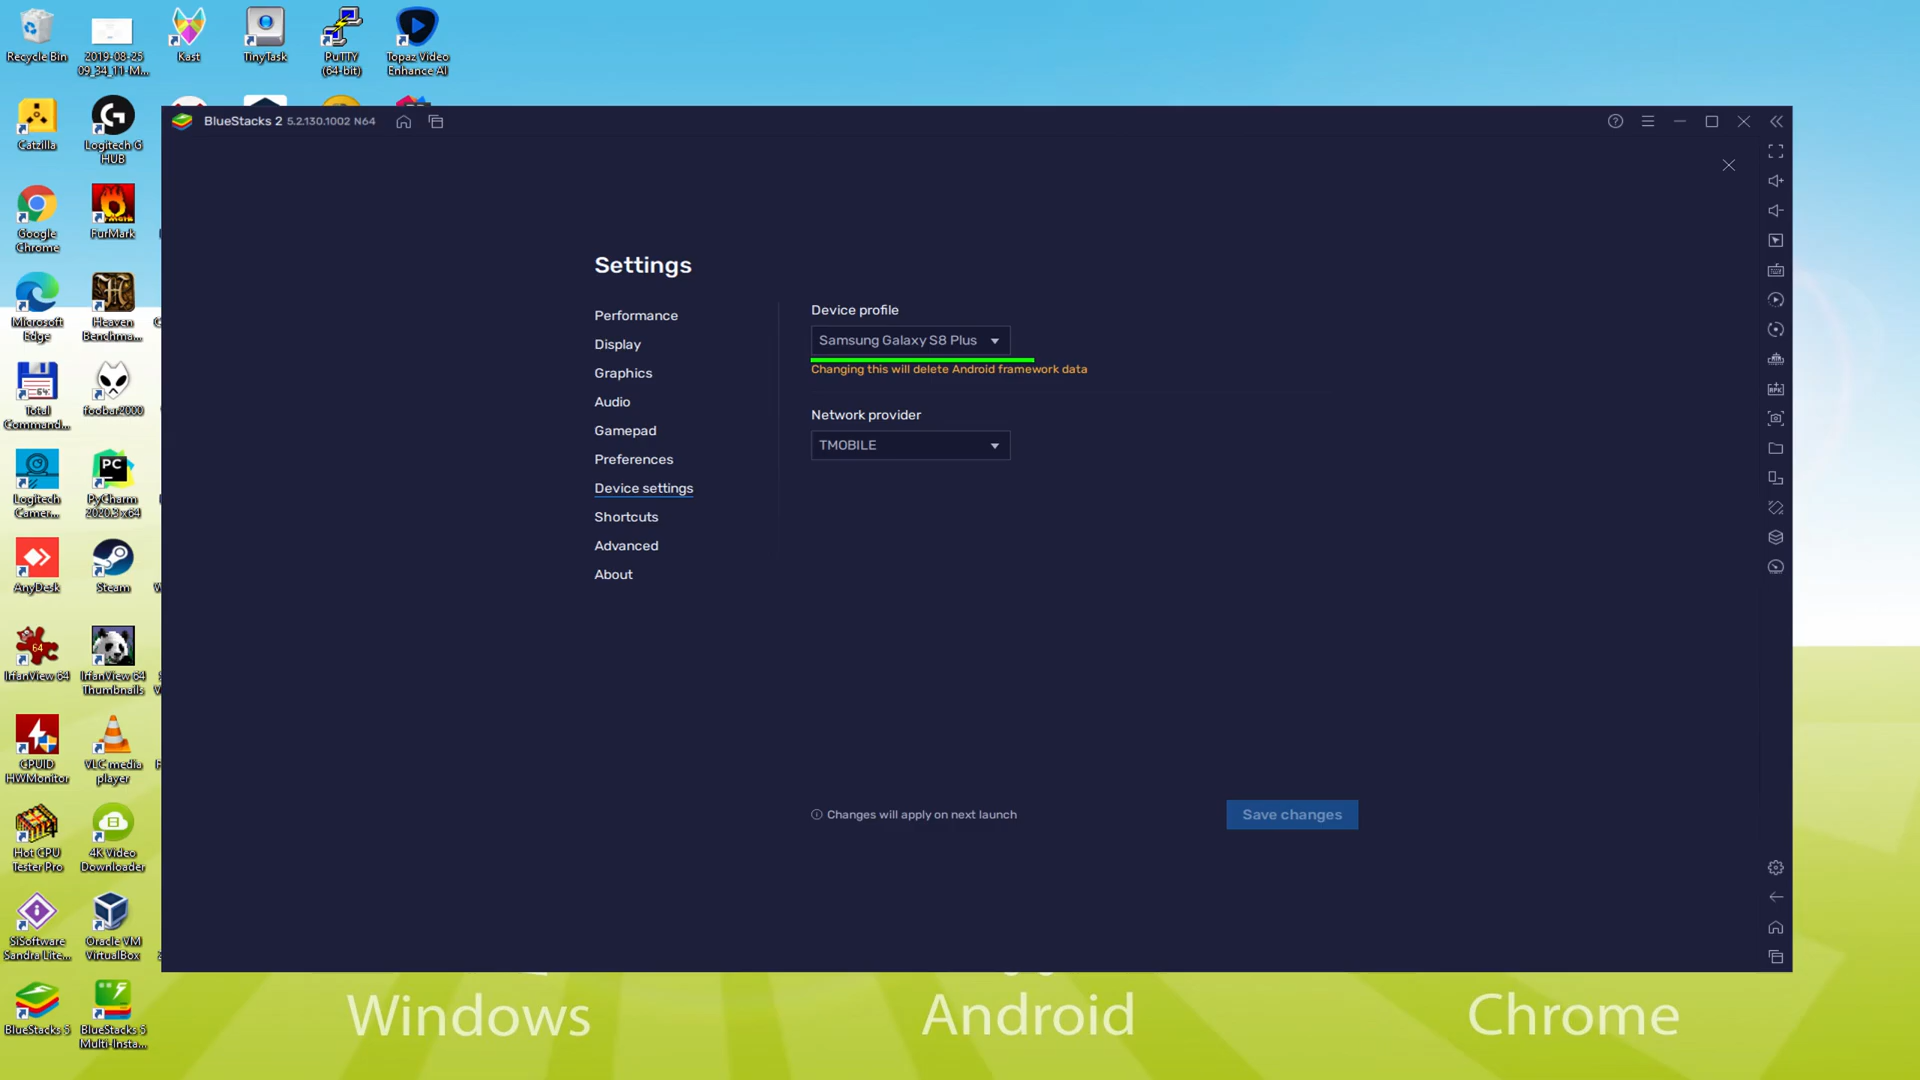 Recycle Bin
2019-08-25
09_34_11-M...
Kast
TinyTask
PuTTY
(64-bit)
Topaz Video
Enhance AI
Catzilla
Logitech G
HUB
Google
Chrome
FurMark
Microsoft
Edge
Heaven
Benchma...
Total
Command...
foobar2000
Logitech
Camer...
PyCharm
2020.3 x64
AnyDesk
Steam
IrfanView 64
IrfanView 64
Thumbnails
CPUID
HWMonitor
VLC media
player
Hot CPU
Tester Pro
4K Video
Downloader
SiSoftware
Sandra Lite...
Oracle VM
VirtualBox
BlueStacks 5
BlueStacks 5
Multi-Insta...
BlueStacks 2 5.2.130.1002 N64
Settings
Performance
Display
Graphics
Audio
Gamepad
Preferences
Device settings
Shortcuts
Advanced
About
Device profile
Samsung Galaxy S8 Plus
Changing this will delete Android framework data
Network provider
TMOBILE
Changes will apply on next launch
Save changes
Windows
Android
Chrome